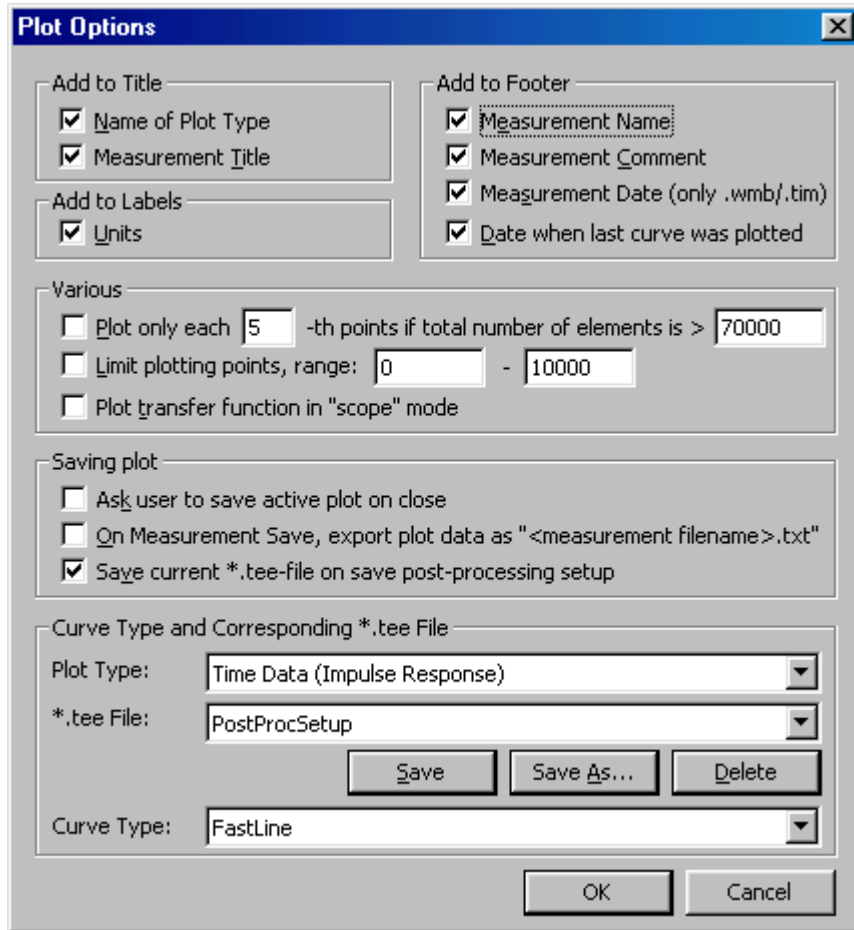 Plot Options
Add to Title
Name of Plot Type
Measurement Title
Add to Labels
Units
Add to Footer
Measurement Name
Measurement Comment
Measurement Date (only .wmb/.tim)
Date when last curve was plotted
Various
Plot only each 5 -th points if total number of elements is > 70000
Limit plotting points, range: 0 - 10000
Plot transfer function in "scope" mode
Saving plot
Ask user to save active plot on close
On Measurement Save, export plot data as "<measurement filename>.txt"
Save current *.tee-file on save post-processing setup
Curve Type and Corresponding *.tee File
Plot Type: Time Data (Impulse Response)
*.tee File: PostProcSetup
Save Save As... Delete
Curve Type: FastLine
OK Cancel